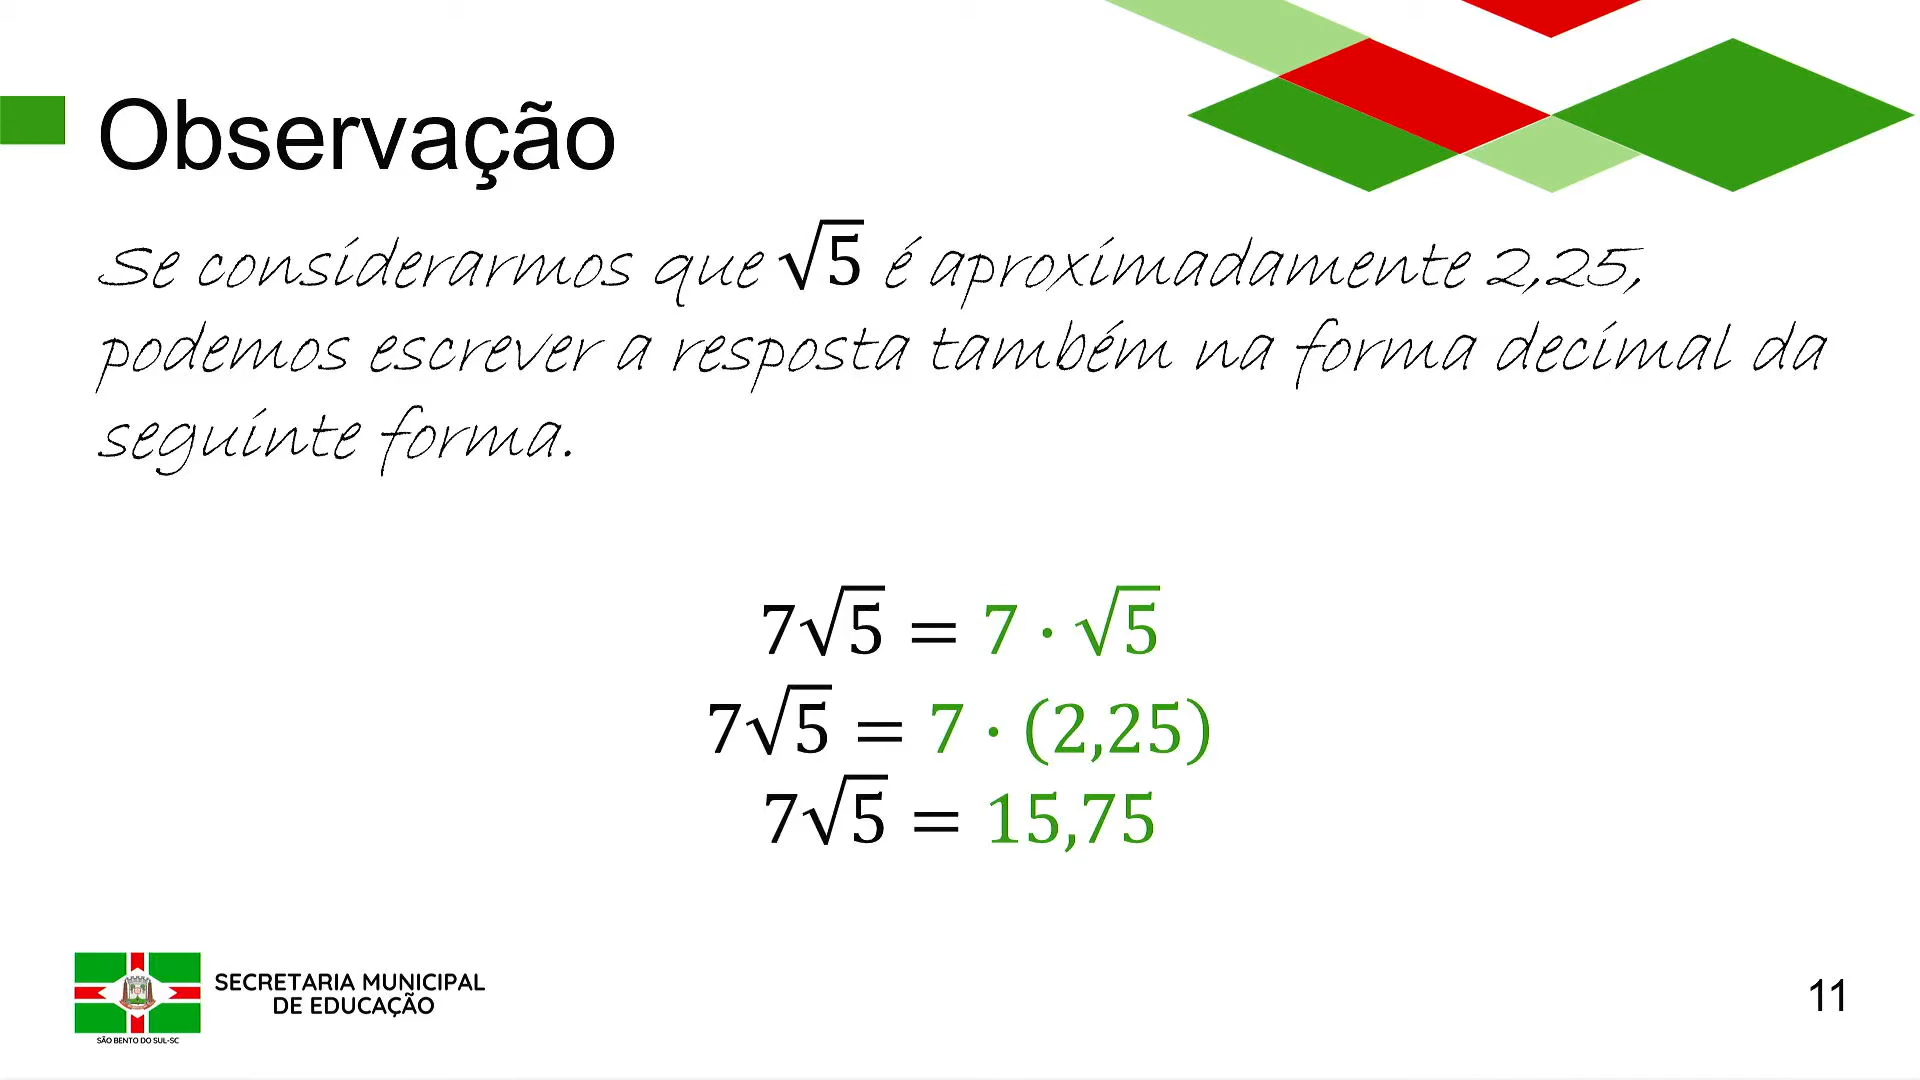 Observação
Se considerarmos que √5 é aproximadamente 2,25,
podemos escrever a resposta também na forma decimal da
seguinte forma.
7√5 = 7 · √5
7√5 = 7 · (2,25)
7√5 = 15,75
SECRETARIA MUNICIPAL
DE EDUCAÇÃO
SÃO BENTO DO SUL-SC
11